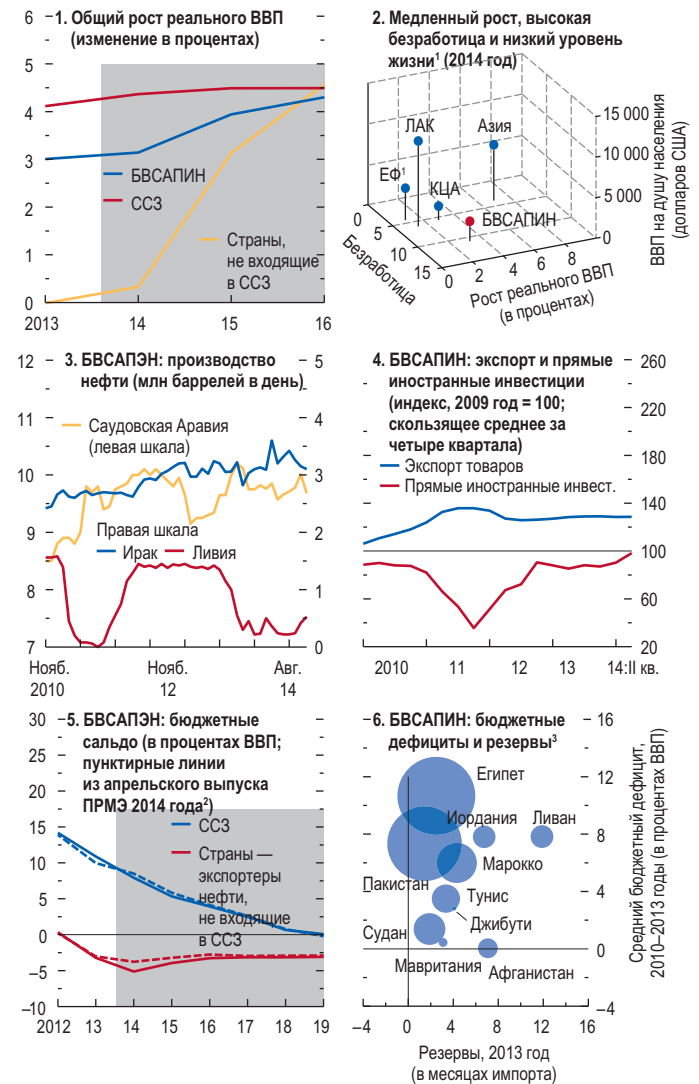 1. Общий рост реального ВВП
(изменение в процентах)
6
5
4
3
2
1
0
БВСАПИН
ССЗ
Страны,
не входящие
в ССЗ
2013
14
15
16
2. Медленный рост, высокая
безработица и низкий уровень
жизни¹ (2014 год)
ЛАК
Азия
Еф¹
КЦА
БВСАПИН
15 000
10 000
5 000
0
ВВП на душу населения
(долларов США)
0
5
10
15
Безработица
0
2
4
6
8
Рост реального ВВП
(в процентах)
3. БВСАПЭН: производство
нефти (млн баррелей в день)
12
11
10
9
8
7
5
4
3
2
1
0
Саудовская Аравия
(левая шкала)
Правая шкала
Ирак
Ливия
Нояб.
2010
Нояб.
12
Авг.
14
4. БВСАПИН: экспорт и прямые
иностранные инвестиции
(индекс, 2009 год = 100;
скользящее среднее за
четыре квартала)
Экспорт товаров
Прямые иностранные инвест.
260
220
180
140
100
60
20
2010
11
12
13
14:II кв.
5. БВСАПЭН: бюджетные
сальдо (в процентах ВВП;
пунктирные линии
из апрельского выпуска
ПРМЭ 2014 года²)
30
25
20
15
10
5
0
–5
–10
ССЗ
Страны —
экспортеры
нефти,
не входящие
в ССЗ
2012
13
14
15
16
17
18
19
6. БВСАПИН: бюджетные
дефициты и резервы³
16
12
8
4
0
–4
Египет
Иордания
Ливан
Марокко
Пакистан
Тунис
Джибути
Судан
Мавритания
Афганистан
Средний бюджетный дефицит,
2010–2013 годы (в процентах ВВП)
–4
0
4
8
12
16
Резервы, 2013 год
(в месяцах импорта)